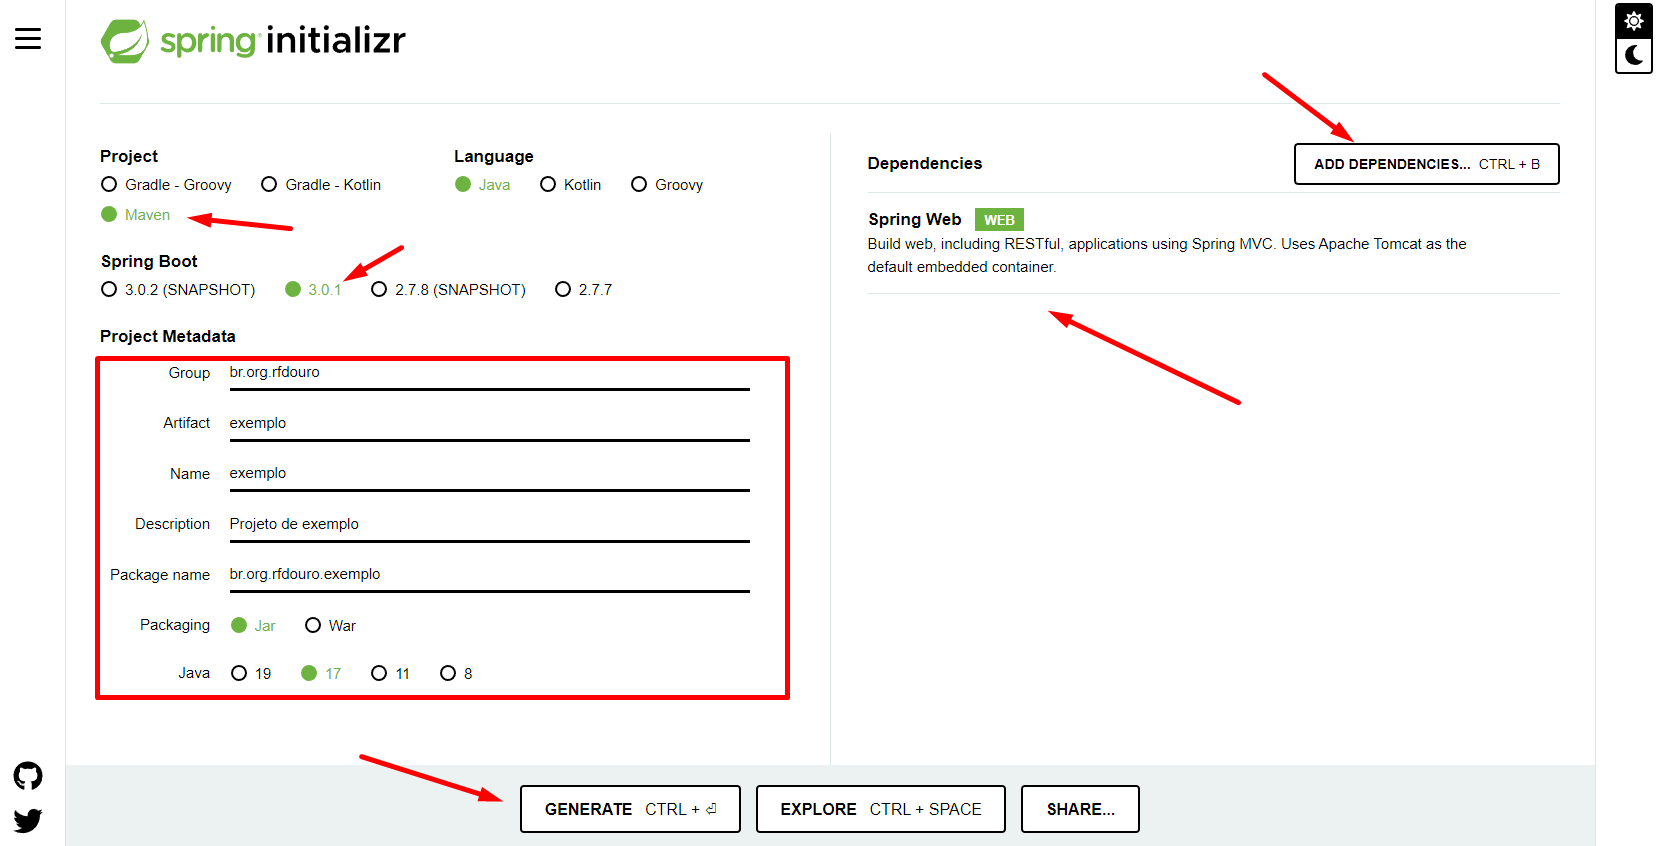 spring initializr
Project
Gradle - Groovy Gradle - Kotlin
Maven
Language
Java Kotlin Groovy
Spring Boot
3.0.2 (SNAPSHOT) 3.0.1 2.7.8 (SNAPSHOT) 2.7.7
Project Metadata
Group br.org.rfdouro
Artifact exemplo
Name exemplo
Description Projeto de exemplo
Package name br.org.rfdouro.exemplo
Packaging Jar War
Java 19 17 11 8
Dependencies
ADD DEPENDENCIES... CTRL + B
Spring Web WEB
Build web, including RESTful, applications using Spring MVC. Uses Apache Tomcat as the
default embedded container.
GENERATE CTRL + ⏎
EXPLORE CTRL + SPACE
SHARE...